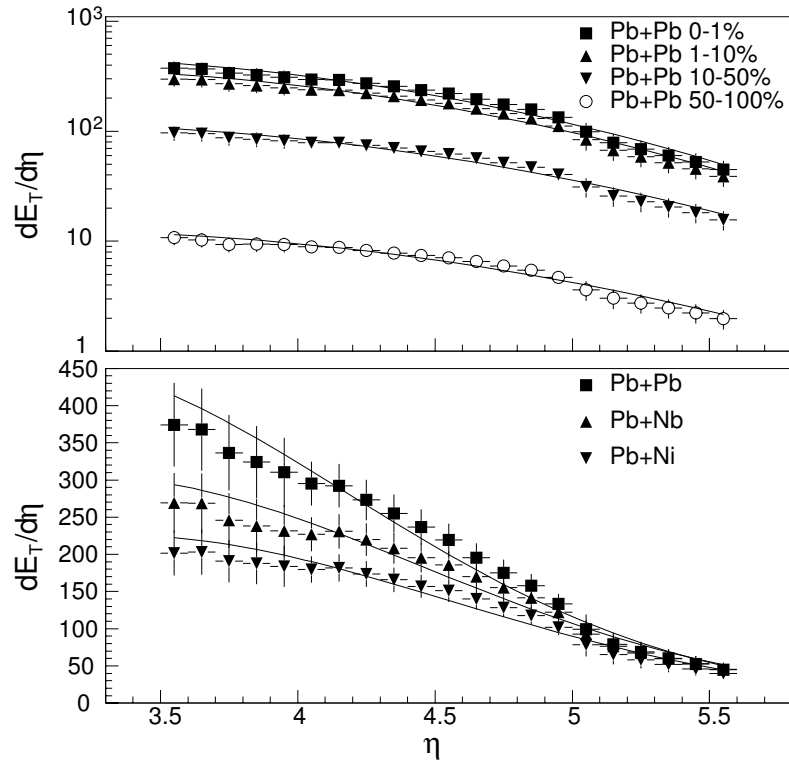 10³
10²
10
1
dE_T/dη
Pb+Pb 0-1%
Pb+Pb 1-10%
Pb+Pb 10-50%
Pb+Pb 50-100%
450
400
350
300
250
200
150
100
50
0
dE_T/dη
Pb+Pb
Pb+Nb
Pb+Ni
3.5 4 4.5 5 5.5
η